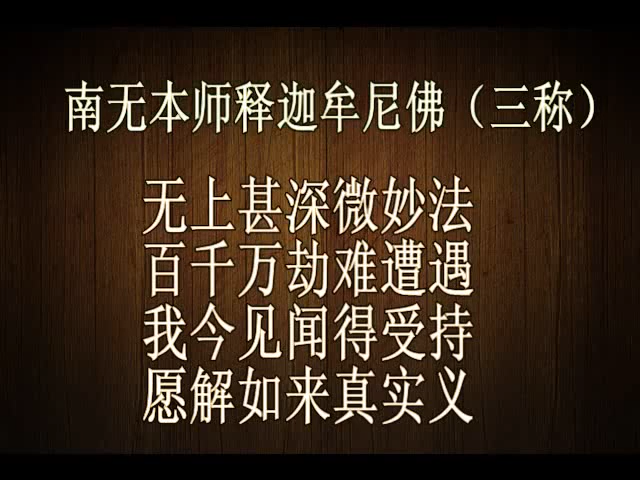 南无本师释迦牟尼佛（三称）
无上甚深微妙法
百千万劫难遭遇
我今见闻得受持
愿解如来真实义